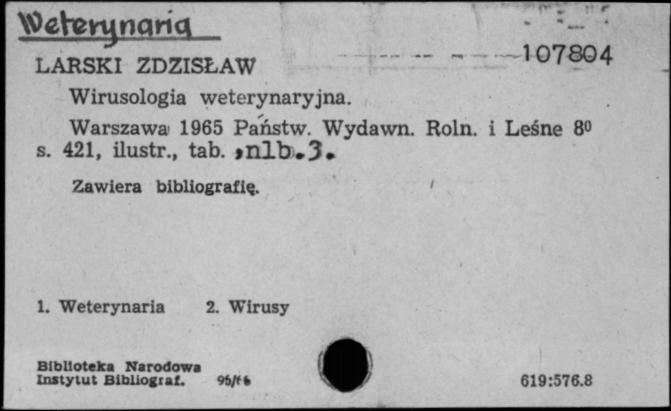 Weterynaria
107804
LARSKI ZDZISŁAW
Wirusologia weterynaryjna.
Warszawa 1965 Państw. Wydawn. Roln. i Leśne 8⁰
s. 421, ilustr., tab. ,nlb.3.
Zawiera bibliografię.
1. Weterynaria 2. Wirusy
Biblioteka Narodowa
Instytut Bibliograf.
619:576.8